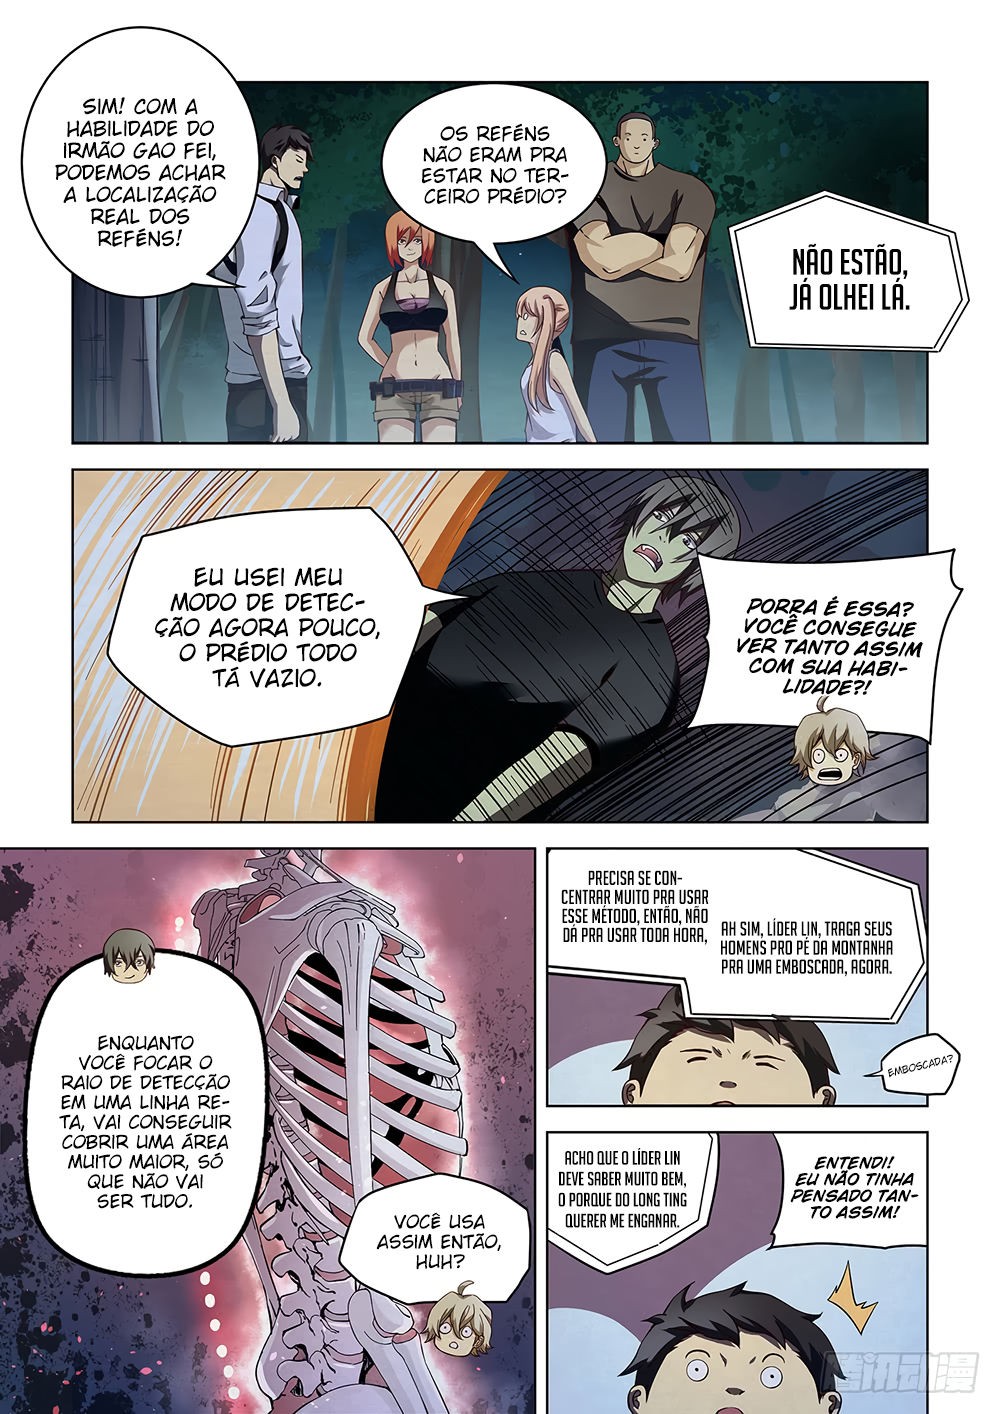 SIM! COM A
HABILIDADE DO
IRMÃO GAO FEI,
PODEMOS ACHAR
A LOCALIZAÇÃO
REAL DOS
REFÉNS!
OS REFÉNS
NÃO ERAM PRA
ESTAR NO TER-
CEIRO PRÉDIO?
NÃO ESTÃO,
JÁ OLHEI LÁ.
EU USEI MEU
MODO DE DETEC-
ÇÃO AGORA POUCO,
O PRÉDIO TODO
TÁ VAZIO.
PORRA É ESSA?
VOCÊ CONSEGUE
VER TANTO ASSIM
COM SUA HABI-
LIDADE?!
ENQUANTO
VOCÊ FOCAR O
RAIO DE DETECÇÃO
EM UMA LINHA RE-
TA, VAI CONSEGUIR
COBRIR UMA ÁREA
MUITO MAIOR, SÓ
QUE NÃO VAI
SER TUDO.
VOCÊ USA
ASSIM ENTÃO,
HUH?
PRECISA SE CON-
CENTRAR MUITO PRA USAR
ESSE MÉTODO, ENTÃO, NÃO
DÁ PRA USAR TODA HORA,
AH SIM, LÍDER LIN, TRAGA SEUS
HOMENS PRO PÉ DA MONTANHA
PRA UMA EMBOSCADA, AGORA.
EMBOSCADA?
ACHO QUE O LÍDER LIN
DEVE SABER MUITO BEM,
O PORQUE DO LONG TING
QUERER ME ENGANAR.
ENTENDI!
EU NÃO TINHA
PENSADO TAN-
TO ASSIM!
腾讯动漫